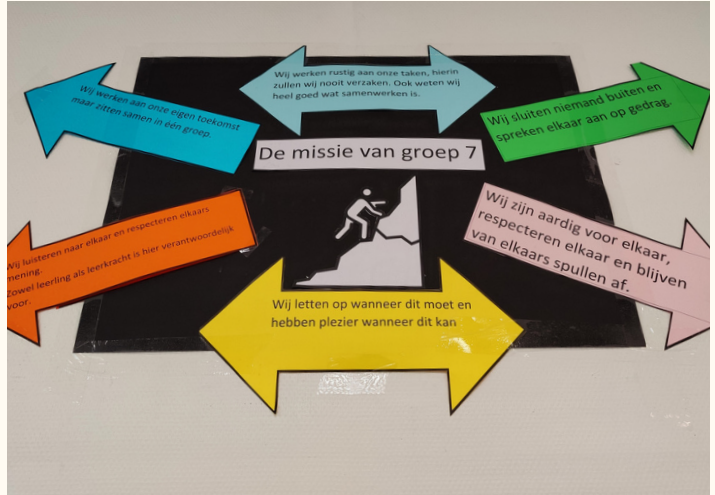 Wij werken rustig aan onze taken, hierin
zullen wij nooit verzaken. Ook weten wij
heel goed wat samenwerken is.
Wij werken aan onze eigen toekomst
maar zitten samen in één groep.
Wij sluiten niemand buiten en
spreken elkaar aan op gedrag.
De missie van groep 7
Wij luisteren naar elkaar en respecteren elkaars
mening.
Zowel leerling als leerkracht is hier verantwoordelijk
voor.
Wij zijn aardig voor elkaar,
respecteren elkaar en blijven
van elkaars spullen af.
Wij letten op wanneer dit moet en
hebben plezier wanneer dit kan